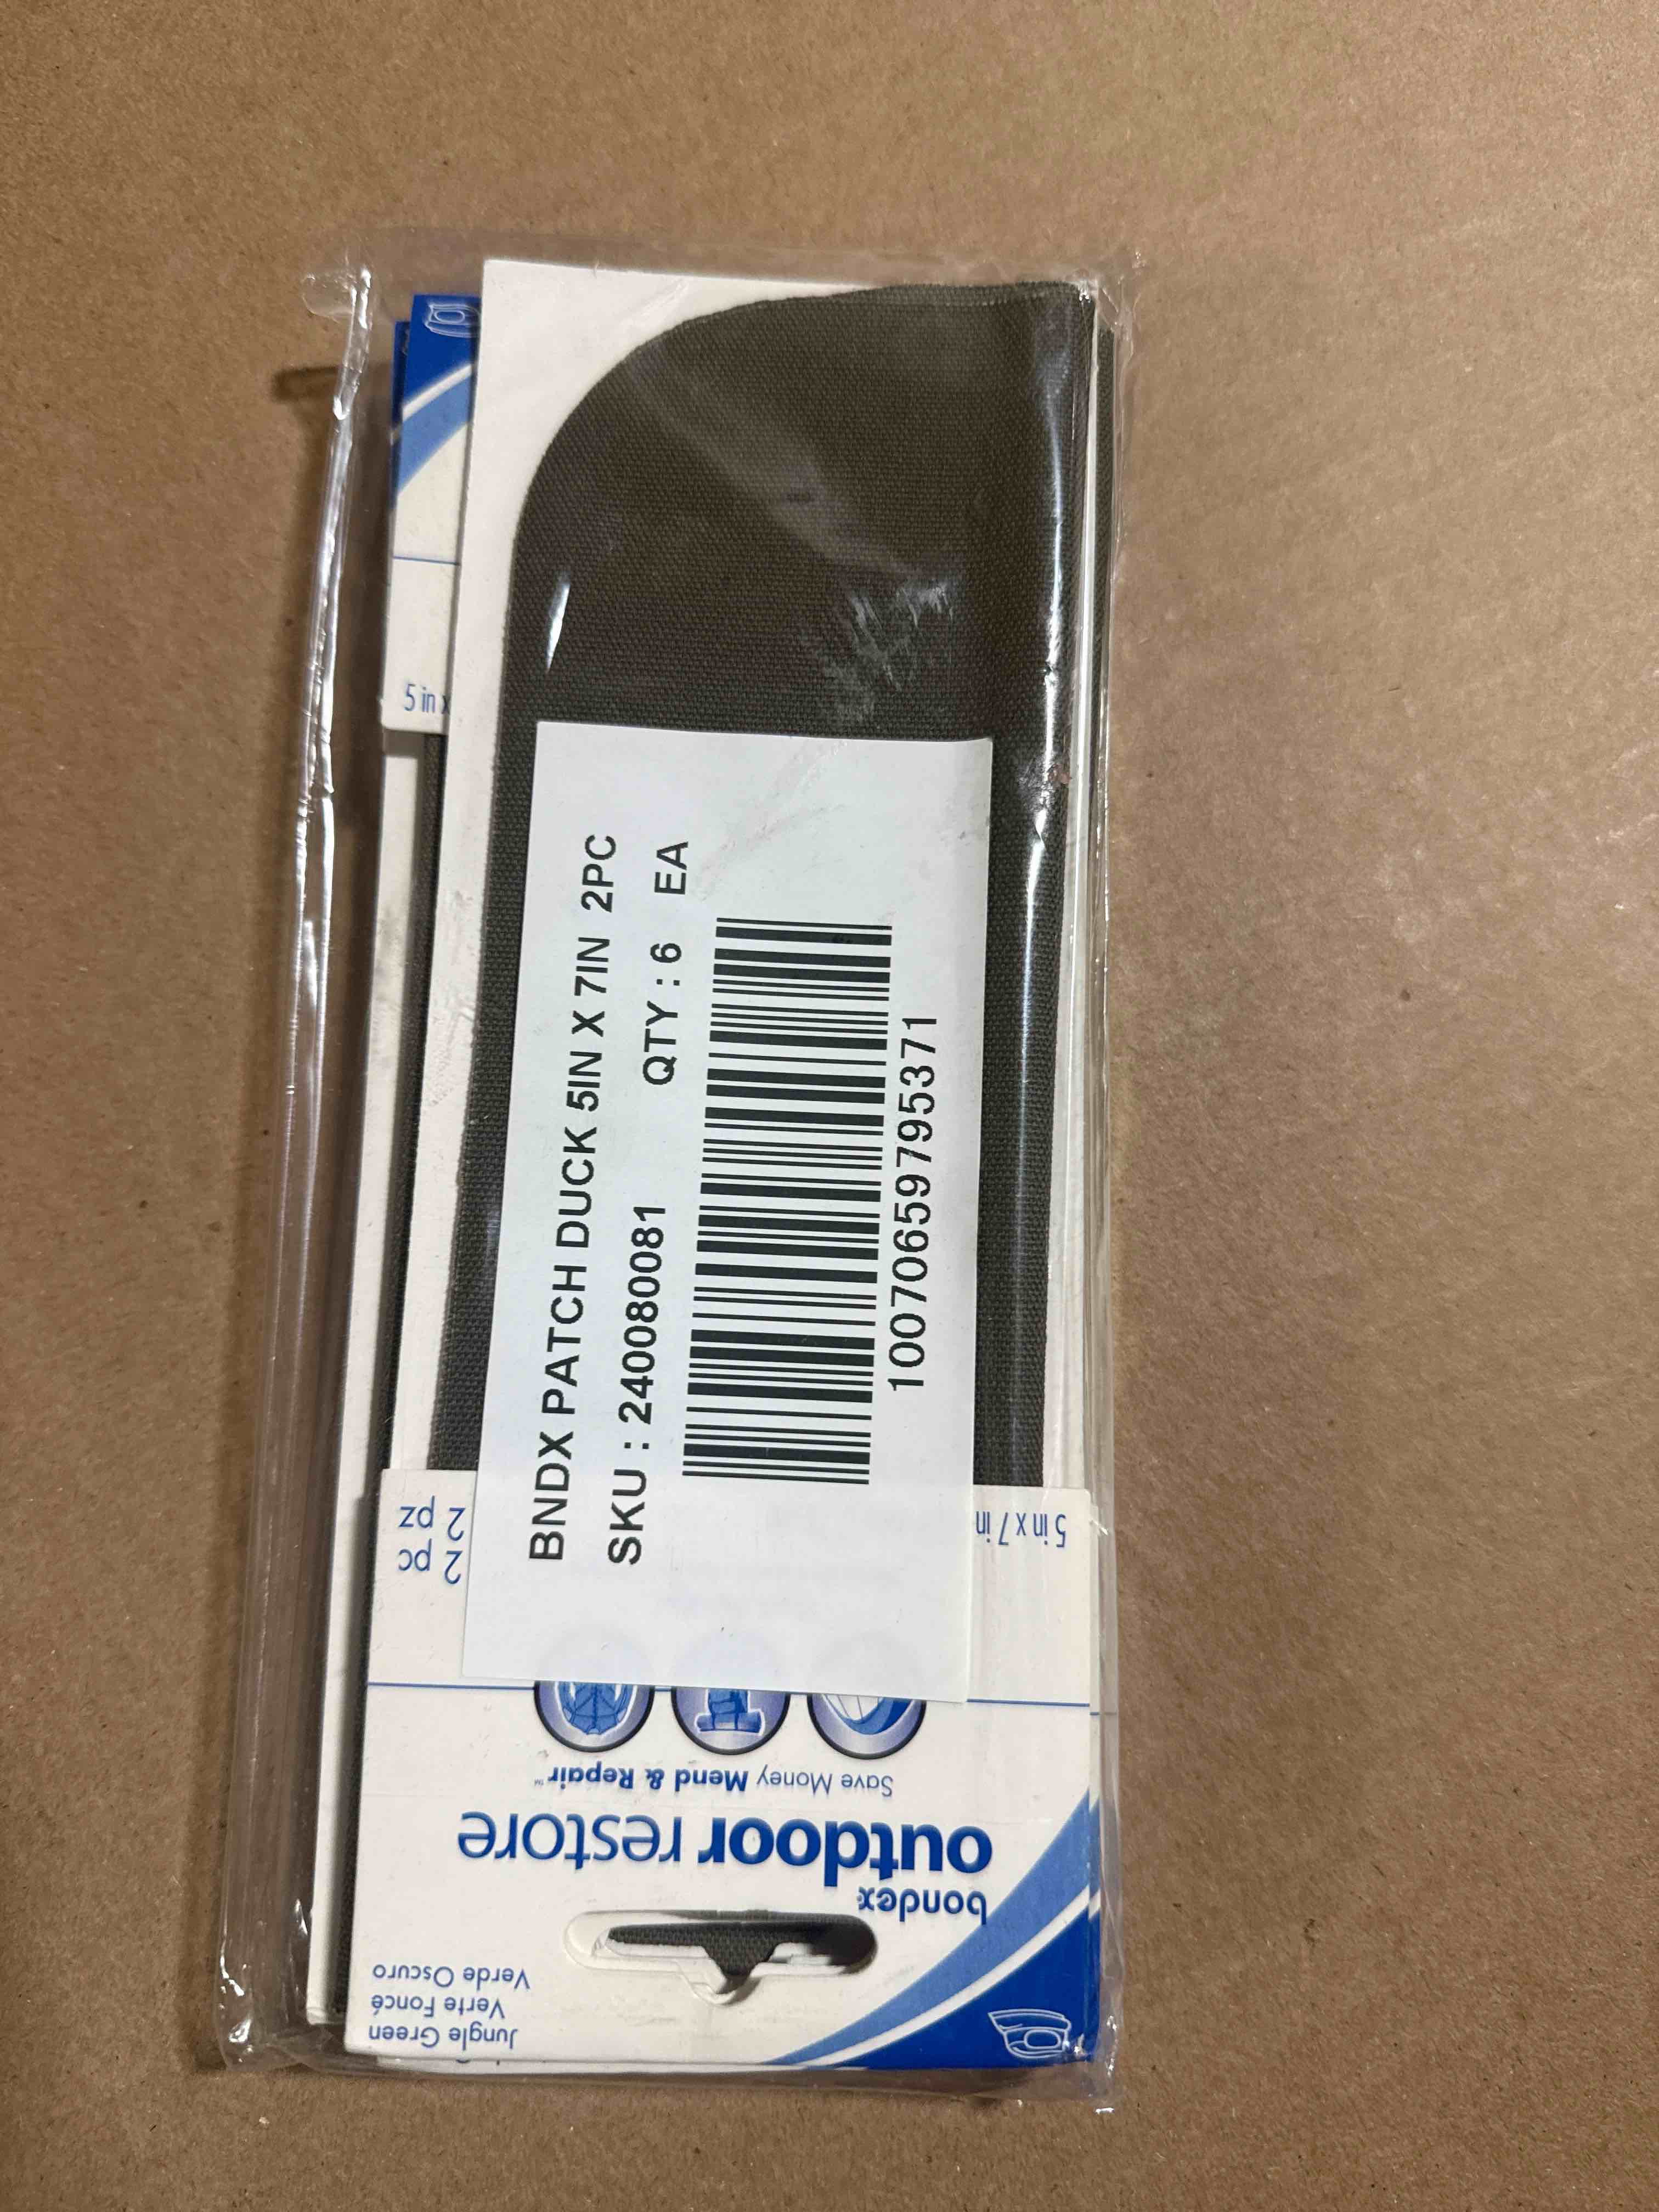 BNDX PATCH DUCK 5IN X 7IN 2PC
SKU : 240080081 QTY : 6 EA
10070659795371
Jungle Green
Verte Foncé
Verde Oscuro
bondex
outdoor restore
Save Money Mend & Repair™
2 pc
2 pz
5 in x 7 in
5 in x